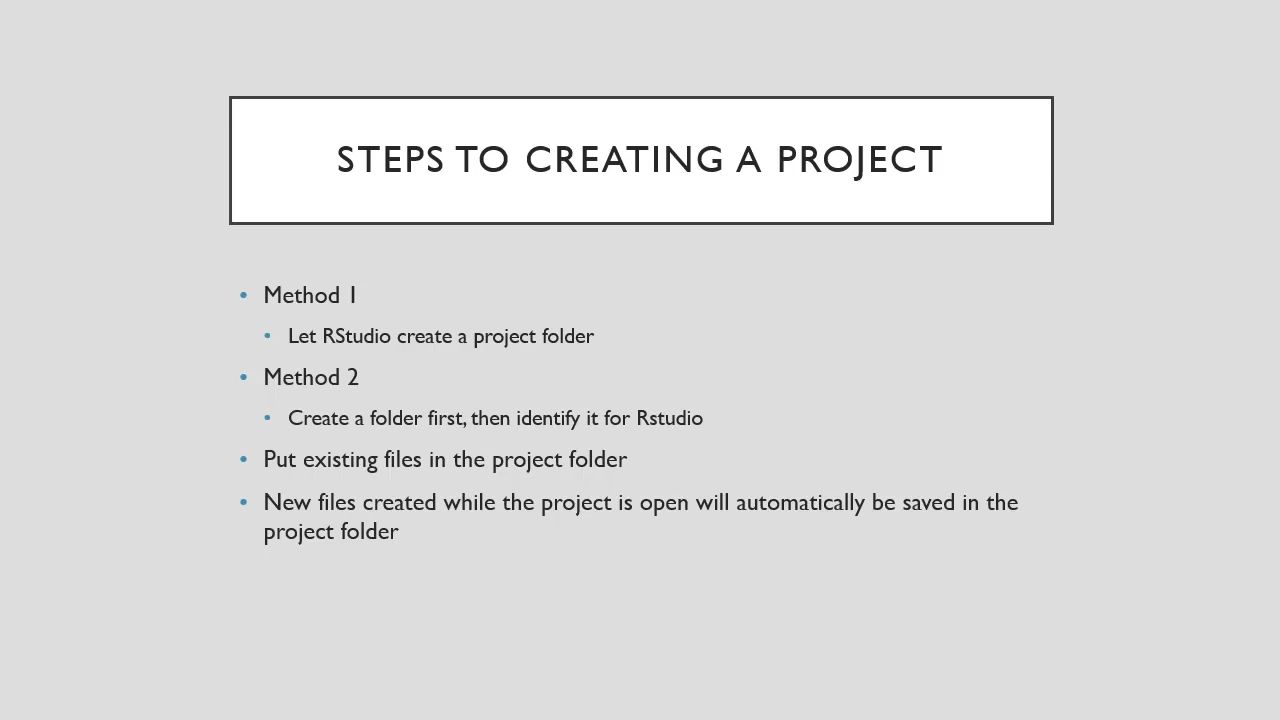 STEPS TO CREATING A PROJECT
• Method 1
• Let RStudio create a project folder
• Method 2
• Create a folder first, then identify it for Rstudio
• Put existing files in the project folder
• New files created while the project is open will automatically be saved in the
project folder